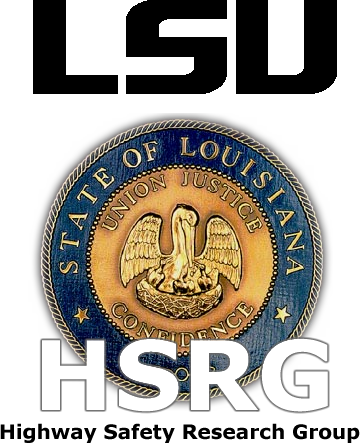 LSU
STATE OF LOUISIANA
UNION JUSTICE
CONFIDENCE
HSRG
Highway Safety Research Group